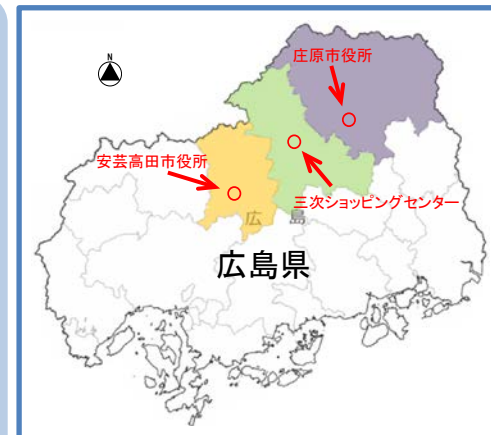 N
庄原市役所
安芸高田市役所
三次ショッピングセンター
広 島
広島県